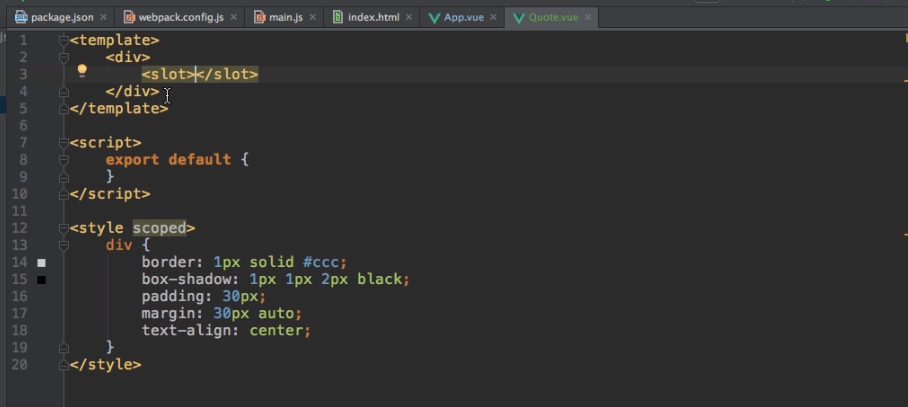 package.json webpack.config.js main.js index.html App.vue Quote.vue
1 <template>
2 <div>
3 <slot></slot>
4 </div>
5 </template>
6
7 <script>
8 export default {
9 }
10 </script>
11
12 <style scoped>
13 div {
14 border: 1px solid #ccc;
15 box-shadow: 1px 1px 2px black;
16 padding: 30px;
17 margin: 30px auto;
18 text-align: center;
19 }
20 </style>